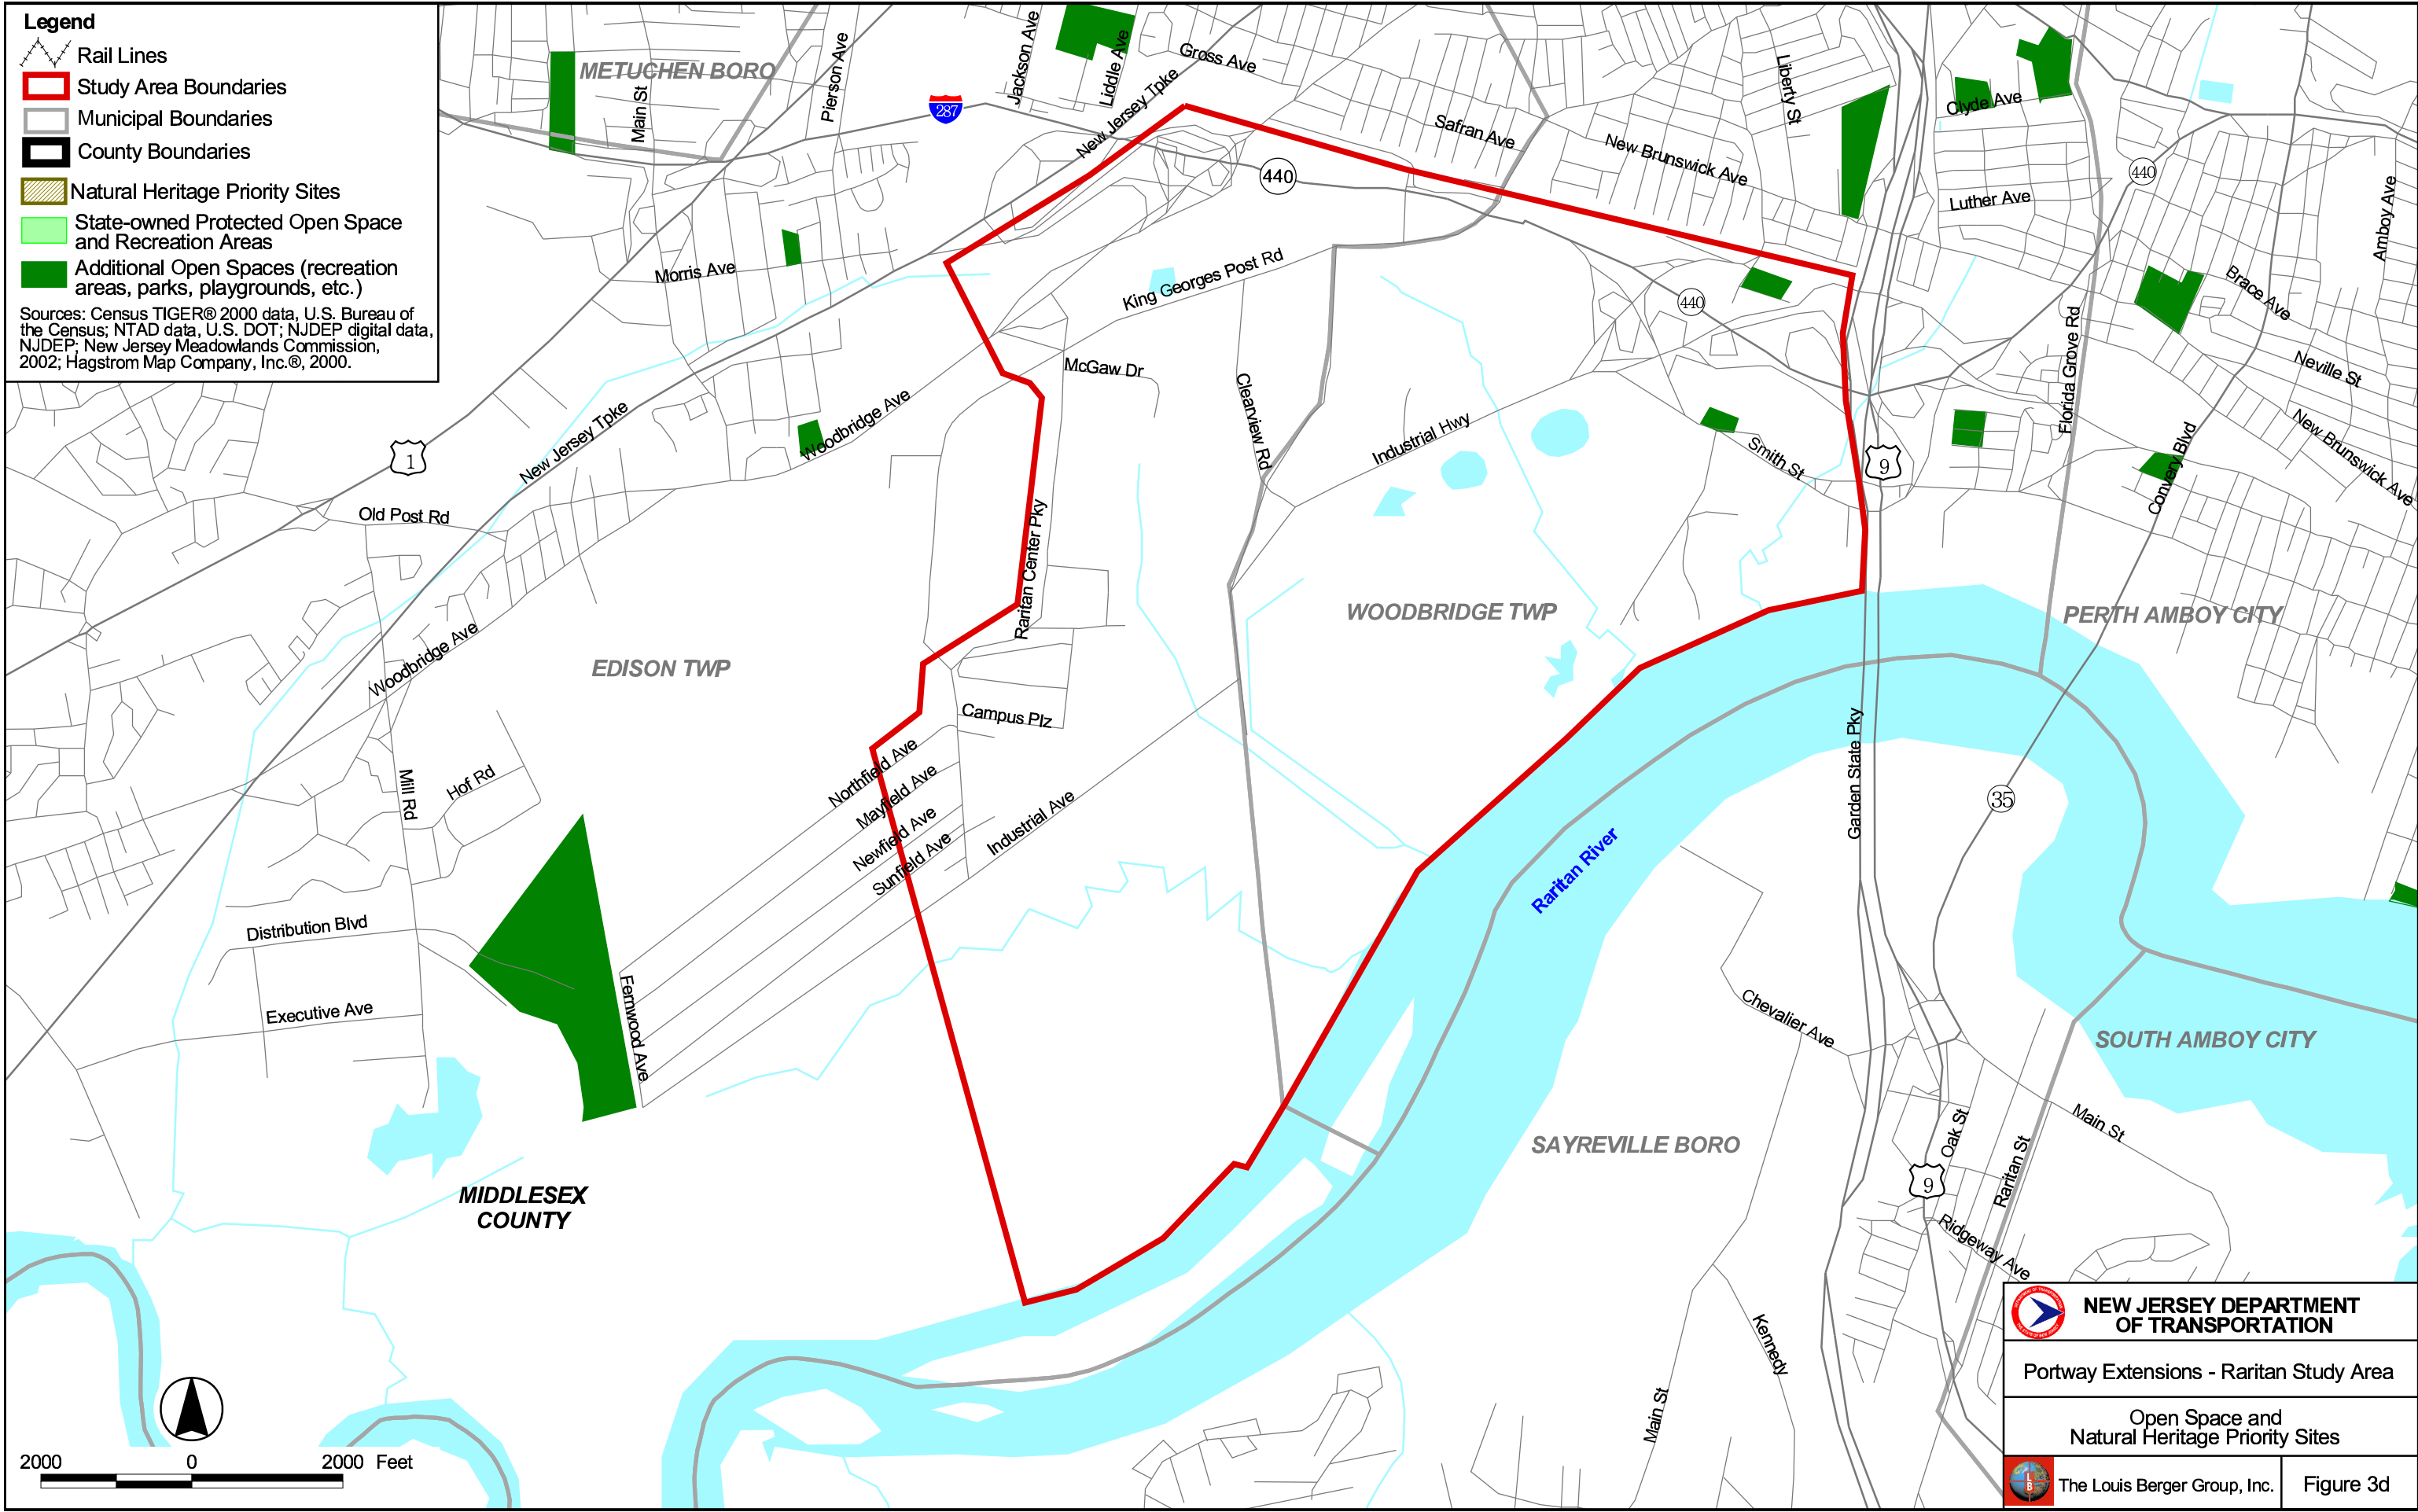 Legend
Rail Lines
Study Area Boundaries
Municipal Boundaries
County Boundaries
Natural Heritage Priority Sites
State-owned Protected Open Space
and Recreation Areas
Additional Open Spaces (recreation
areas, parks, playgrounds, etc.)
Sources: Census TIGER® 2000 data, U.S. Bureau of
the Census; NTAD data, U.S. DOT; NJDEP digital data,
NJDEP; New Jersey Meadowlands Commission,
2002; Hagstrom Map Company, Inc.®, 2000.
METUCHEN BORO
Main St
Pierson Ave
287
Jackson Ave
Liddle Ave
Gross Ave
New Jersey Tpke
Safran Ave
440
New Brunswick Ave
Liberty St
Clyde Ave
Luther Ave
440
Amboy Ave
Morris Ave
King Georges Post Rd
440
Brace Ave
Florida Grove Rd
Neville St
McGaw Dr
Clearview Rd
Woodbridge Ave
Industrial Hwy
Smith St
9
Convery Blvd
New Brunswick Ave
1
New Jersey Tpke
Old Post Rd
Raritan Center Pky
WOODBRIDGE TWP
PERTH AMBOY CITY
Woodbridge Ave
EDISON TWP
Campus Plz
Northfield Ave
Mayfield Ave
Newfield Ave
Sunfield Ave
Industrial Ave
Garden State Pky
35
Mill Rd
Hof Rd
Raritan River
Distribution Blvd
Executive Ave
Fernwood Ave
Chevalier Ave
SOUTH AMBOY CITY
Main St
Oak St
Raritan St
9
Ridgeway Ave
SAYREVILLE BORO
MIDDLESEX
COUNTY
Kennedy
Main St
2000 0 2000 Feet
NEW JERSEY DEPARTMENT
OF TRANSPORTATION
Portway Extensions - Raritan Study Area
Open Space and
Natural Heritage Priority Sites
The Louis Berger Group, Inc.
Figure 3d